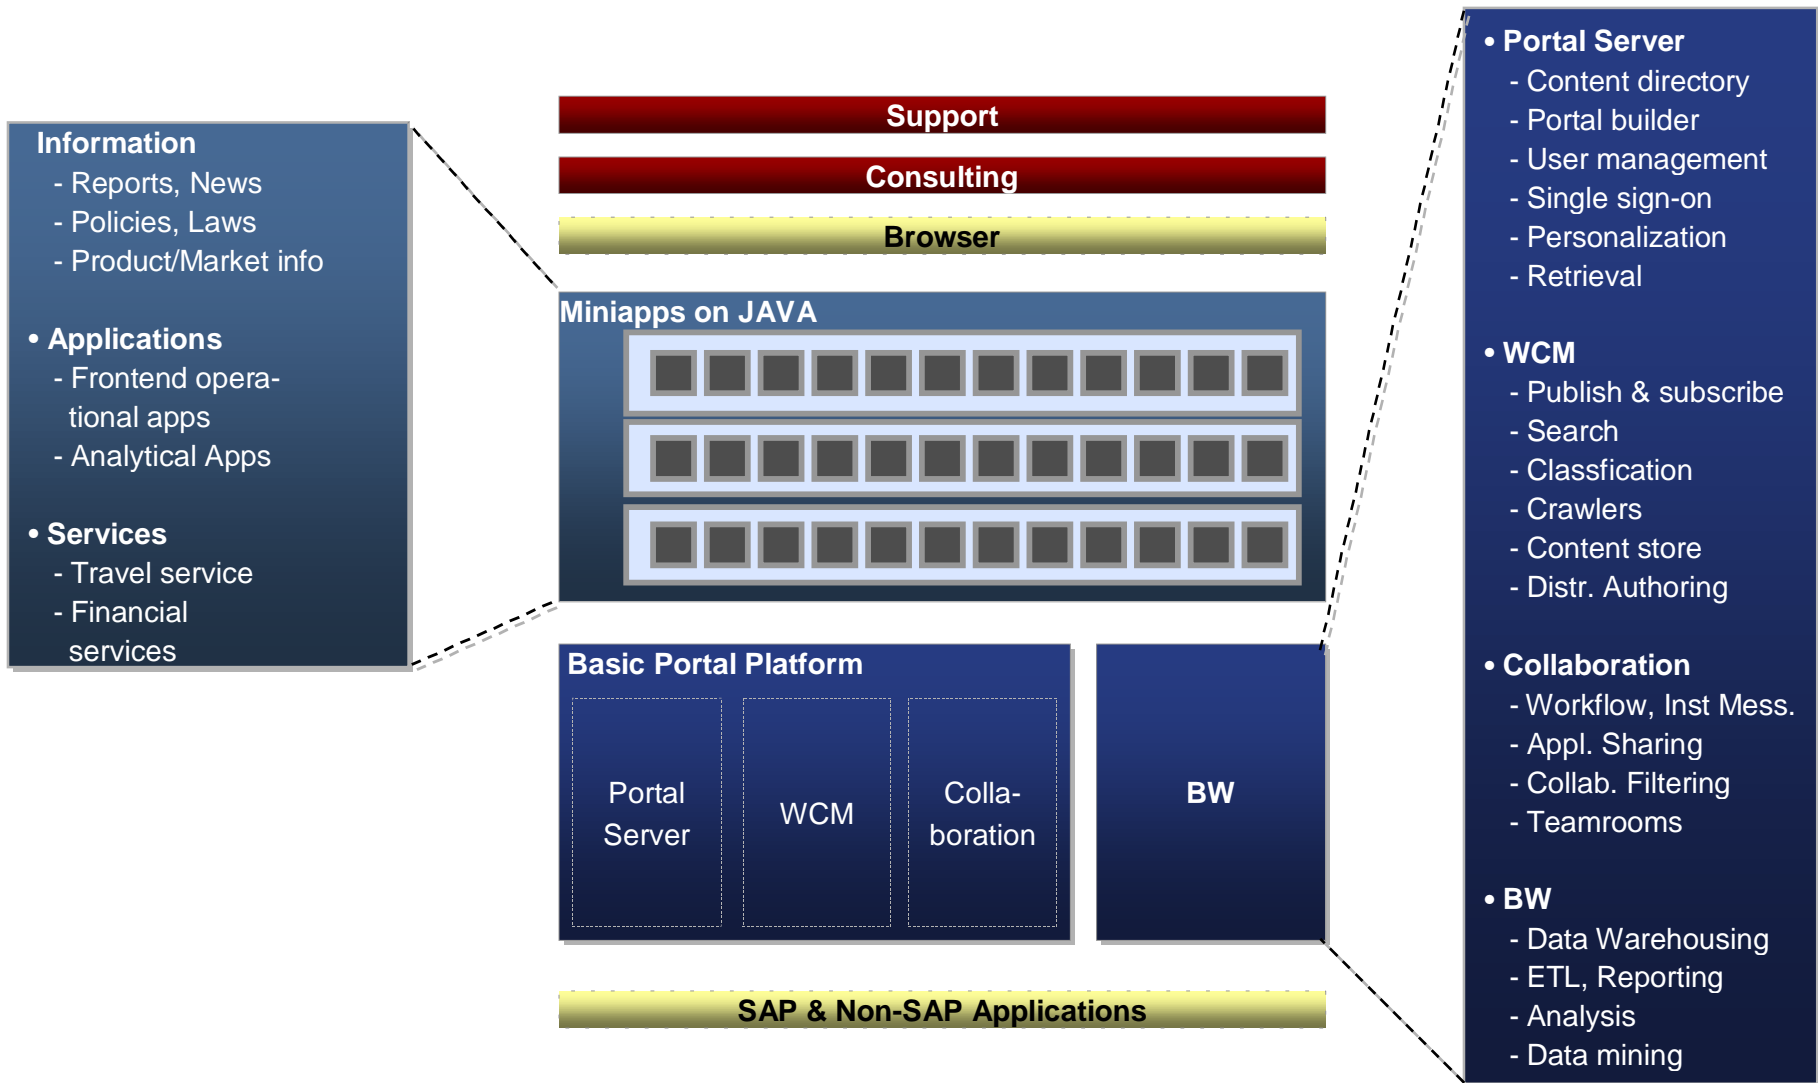 Information
- Reports, News
- Policies, Laws
- Product/Market info
• Applications
- Frontend opera-
tional apps
- Analytical Apps
• Services
- Travel service
- Financial
services
Support
Consulting
Browser
Miniapps on JAVA
Basic Portal Platform
Portal
Server
WCM
Colla-
boration
BW
SAP & Non-SAP Applications
• Portal Server
- Content directory
- Portal builder
- User management
- Single sign-on
- Personalization
- Retrieval
• WCM
- Publish & subscribe
- Search
- Classfication
- Crawlers
- Content store
- Distr. Authoring
• Collaboration
- Workflow, Inst Mess.
- Appl. Sharing
- Collab. Filtering
- Teamrooms
• BW
- Data Warehousing
- ETL, Reporting
- Analysis
- Data mining